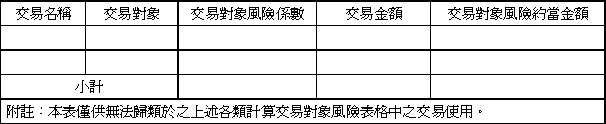 交易名稱 交易對象 交易對象風險係數 交易金額 交易對象風險約當金額
小計
附註：本表僅供無法歸類於之上述各類計算交易對象風險表格中之交易使用。